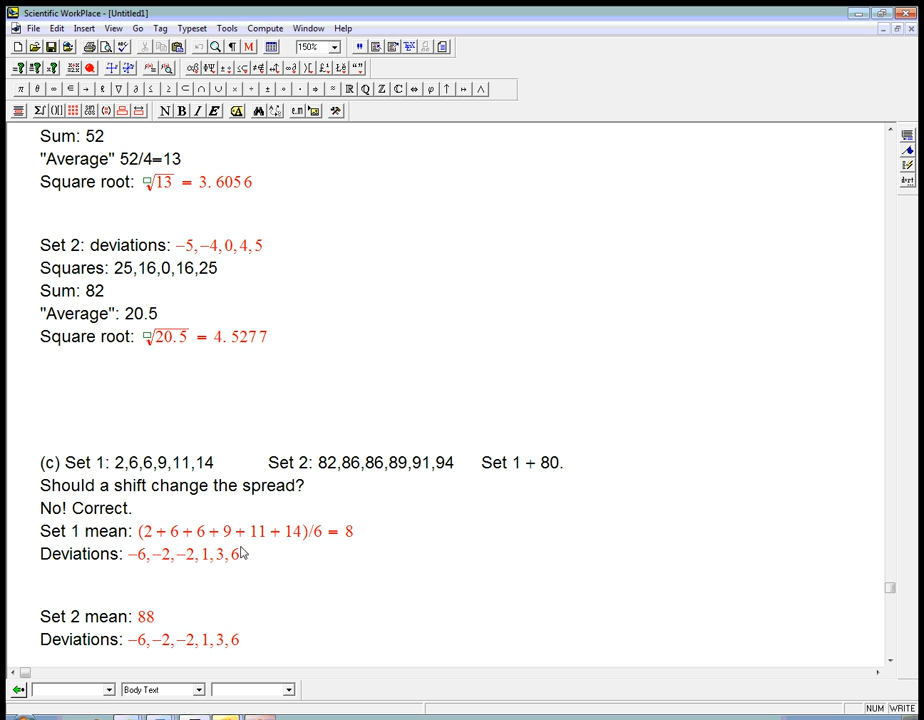 Scientific WorkPlace - [Untitled1]
File Edit Insert View Go Tag Typeset Tools Compute Window Help
150%
N B I E
Sum: 52
"Average" 52/4=13
Square root: √13 = 3.6056
Set 2: deviations: −5,−4,0,4,5
Squares: 25,16,0,16,25
Sum: 82
"Average": 20.5
Square root: √20.5 = 4.5277
(c) Set 1: 2,6,6,9,11,14 Set 2: 82,86,86,89,91,94 Set 1 + 80.
Should a shift change the spread?
No! Correct.
Set 1 mean: (2 + 6 + 6 + 9 + 11 + 14)/6 = 8
Deviations: −6,−2,−2,1,3,6
Set 2 mean: 88
Deviations: −6,−2,−2,1,3,6
Body Text
NUM WRITE